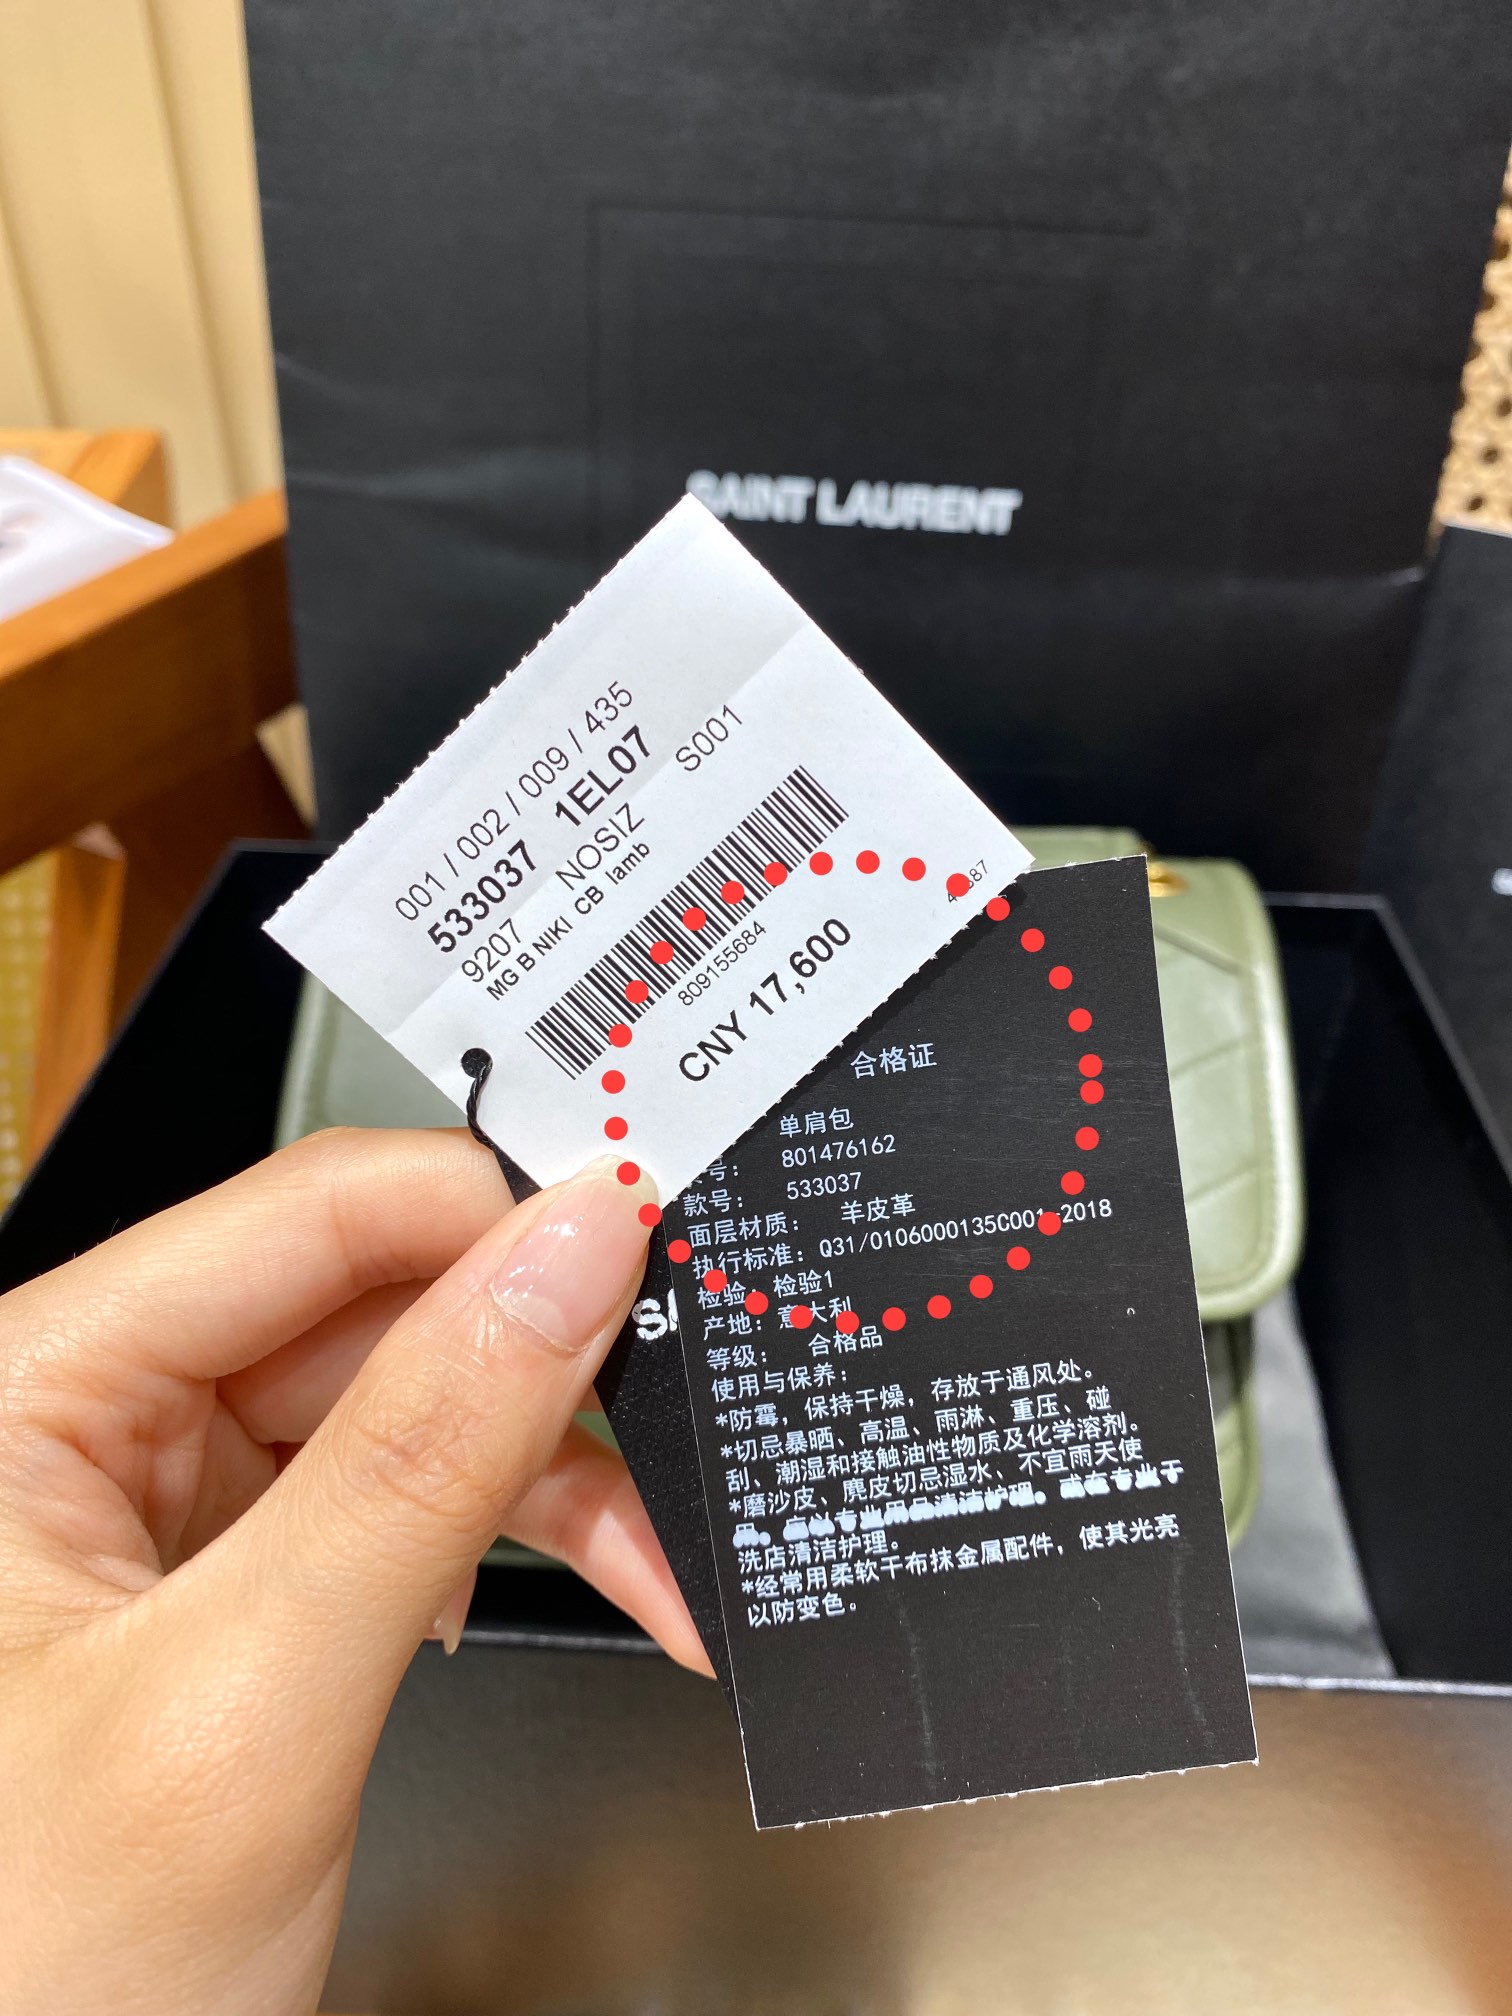 SAINT LAURENT
001 / 002 / 009 / 435
533037 1EL07
9207 NOSIZ S001
MG B NIKI CB lamb
809155684
CNY 17,600
合格证
单肩包
号: 801476162
款号: 533037
面层材质: 羊皮革
执行标准: Q31/0106000135C001-2018
检验: 检验1
产地: 意大利
等级: 合格品
使用与保养:
*防霉，保持干燥，存放于通风处。
*切忌暴晒、高温、雨淋、重压、碰
刮、潮湿和接触油性物质及化学溶剂。
*磨沙皮、麂皮切忌湿水、不宜雨天使
洗店清洁护理。
*经常用柔软干布抹金属配件，使其光亮
以防变色。